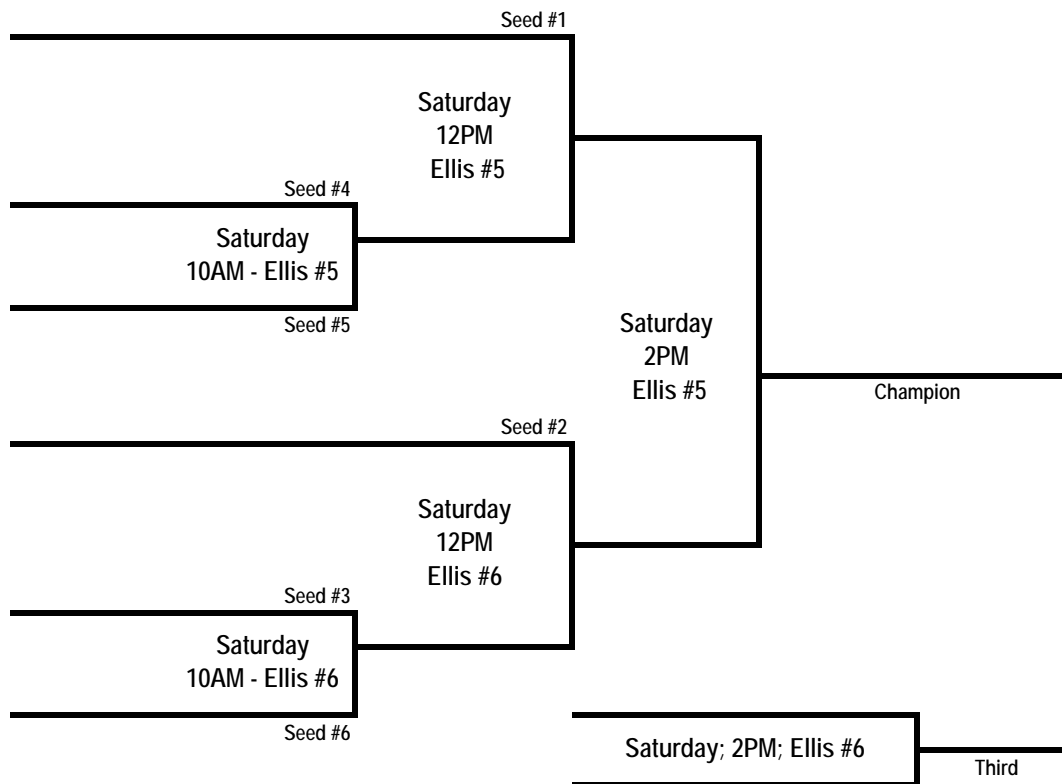 Seed #1
Saturday
12PM
Ellis #5
Seed #4
Saturday
10AM - Ellis #5
Seed #5
Saturday
2PM
Ellis #5
Champion
Seed #2
Saturday
12PM
Ellis #6
Seed #3
Saturday
10AM - Ellis #6
Seed #6
Saturday; 2PM; Ellis #6
Third